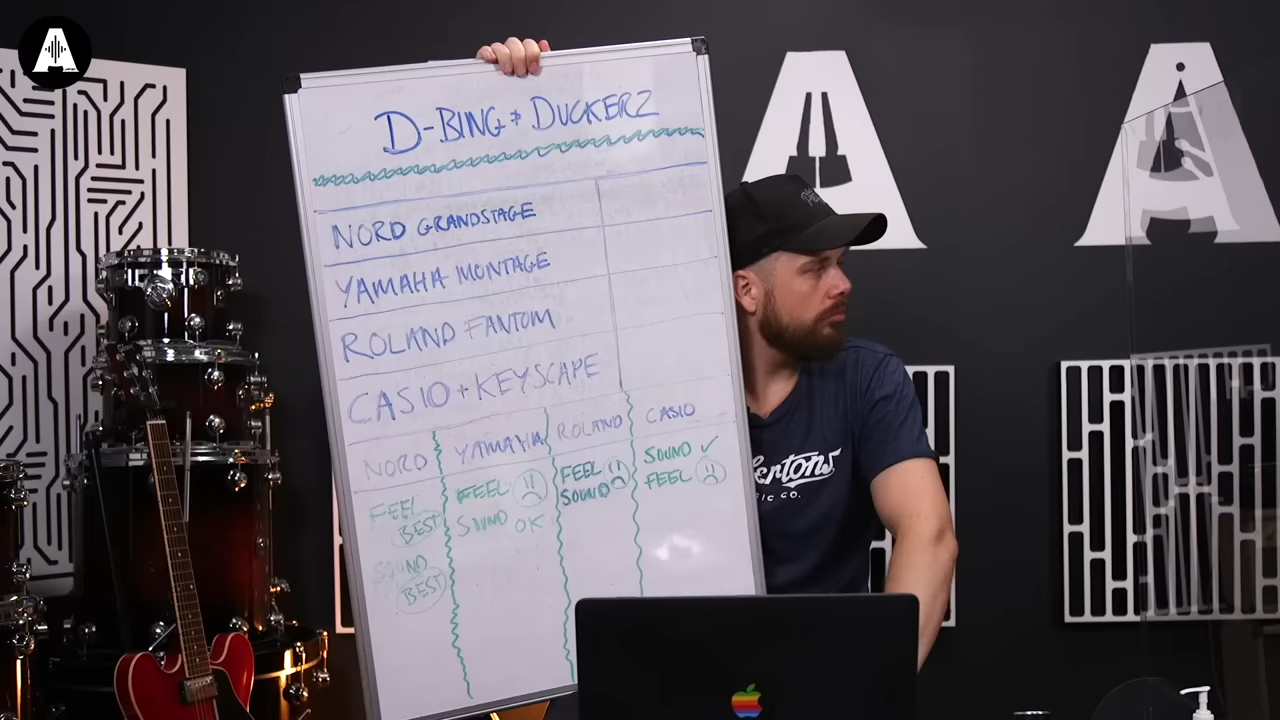 D-BING & DUCKERZ
NORD GRANDSTAGE
YAMAHA MONTAGE
ROLAND FANTOM
CASIO + KEYSCAPE
NORD YAMAHA ROLAND CASIO
FEEL BEST
SOUND BEST
FEEL
SOUND OK
FEEL
SOUND
SOUND ✓
FEEL